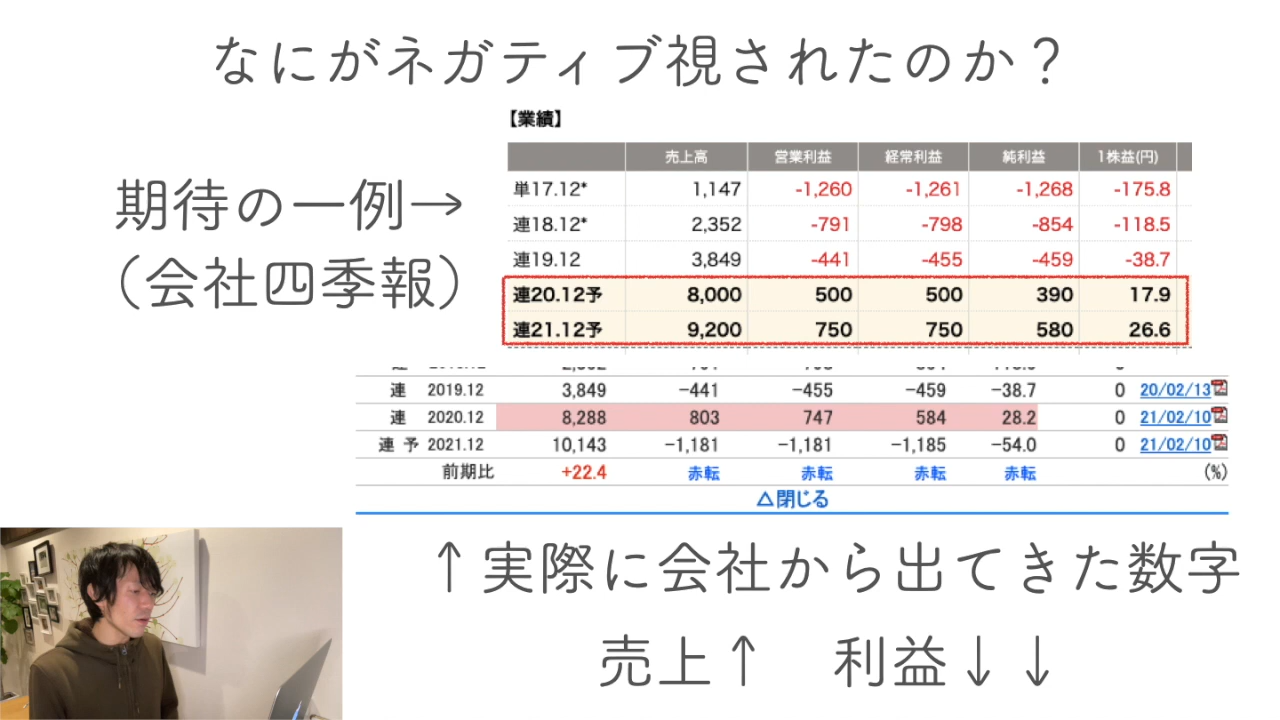 なにがネガティブ視されたのか？
【業績】
売上高 営業利益 経常利益 純利益 1株益(円)
期待の一例→
（会社四季報）
単17.12* 1,147 -1,260 -1,261 -1,268 -175.8
連18.12* 2,352 -791 -798 -854 -118.5
連19.12 3,849 -441 -455 -459 -38.7
連20.12予 8,000 500 500 390 17.9
連21.12予 9,200 750 750 580 26.6
連 2019.12 3,849 −441 −455 −459 −38.7 0 20/02/13
連 2020.12 8,288 803 747 584 28.2 0 21/02/10
連 予 2021.12 10,143 −1,181 −1,181 −1,185 −54.0 0 21/02/10
前期比 +22.4 赤転 赤転 赤転 赤転 (%)
△閉じる
↑実際に会社から出てきた数字
売上↑ 利益↓↓